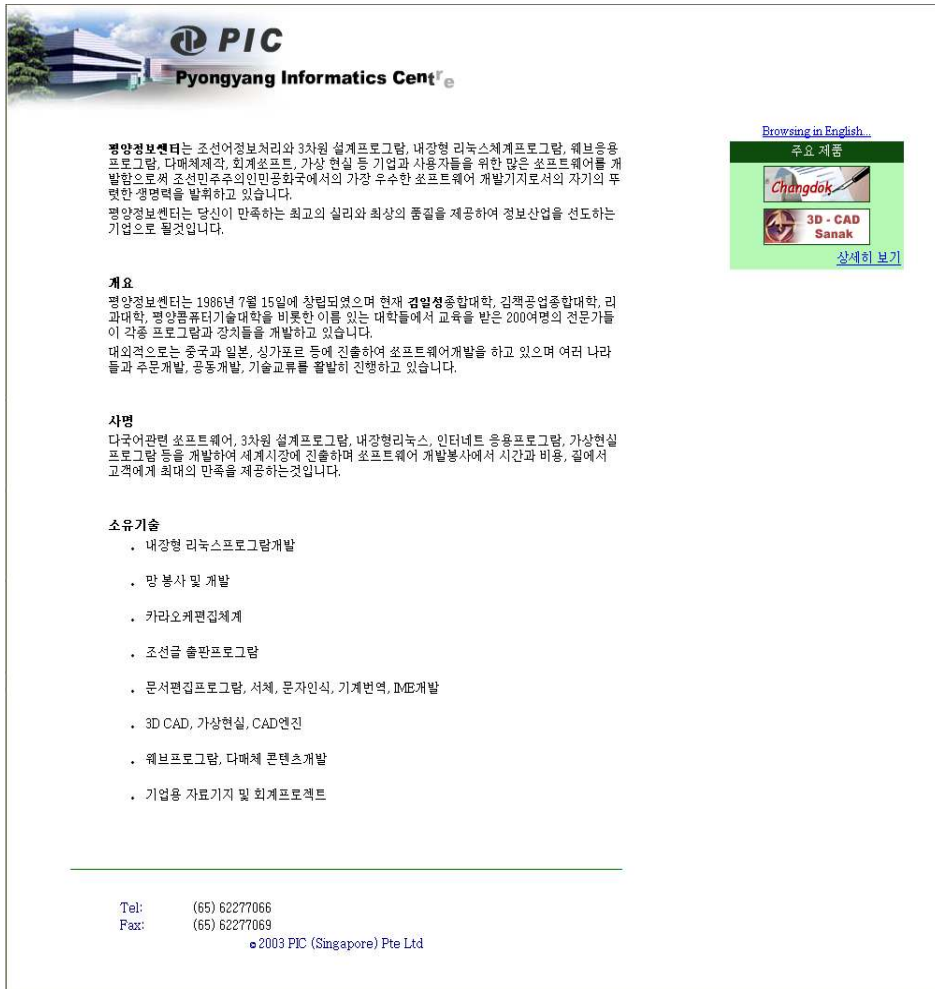 PIC
Pyongyang Informatics Centre
Browsing in English...
주요 제품
Changdok
3D - CAD
Sanak
상세히 보기
평양정보쎈터는 조선어정보처리와 3차원 설계프로그람, 내장형 리눅스체계프로그람, 웨브응용
프로그람, 다매체제작, 회계쏘프트, 가상 현실 등 기업과 사용자들을 위한 많은 쏘프트웨어를 개
발함으로써 조선민주주의인민공화국에서의 가장 우수한 쏘프트웨어 개발기지로서의 자기의 뚜
렷한 생명력을 발휘하고 있습니다.
평양정보쎈터는 당신이 만족하는 최고의 실리와 최상의 품질을 제공하여 정보산업을 선도하는
기업으로 될것입니다.
개요
평양정보쎈터는 1986년 7월 15일에 창립되였으며 현재 김일성종합대학, 김책공업종합대학, 리
과대학, 평양콤퓨터기술대학을 비롯한 이름 있는 대학들에서 교육을 받은 200여명의 전문가들
이 각종 프로그람과 장치들을 개발하고 있습니다.
대외적으로는 중국과 일본, 싱가포르 등에 진출하여 쏘프트웨어개발을 하고 있으며 여러 나라
들과 주문개발, 공동개발, 기술교류를 활발히 진행하고 있습니다.
사명
다국어관련 쏘프트웨어, 3차원 설계프로그람, 내장형리눅스, 인터네트 응용프로그람, 가상현실
프로그람 등을 개발하여 세계시장에 진출하며 쏘프트웨어 개발봉사에서 시간과 비용, 질에서
고객에게 최대의 만족을 제공하는것입니다.
소유기술
• 내장형 리눅스프로그람개발
• 망 봉사 및 개발
• 카라오케편집체계
• 조선글 출판프로그람
• 문서편집프로그람, 서체, 문자인식, 기계번역, IME개발
• 3D CAD, 가상현실, CAD엔진
• 웨브프로그람, 다매체 콘텐츠개발
• 기업용 자료기지 및 회계프로젝트
Tel: (65) 62277066
Fax: (65) 62277069
© 2003 PIC (Singapore) Pte Ltd